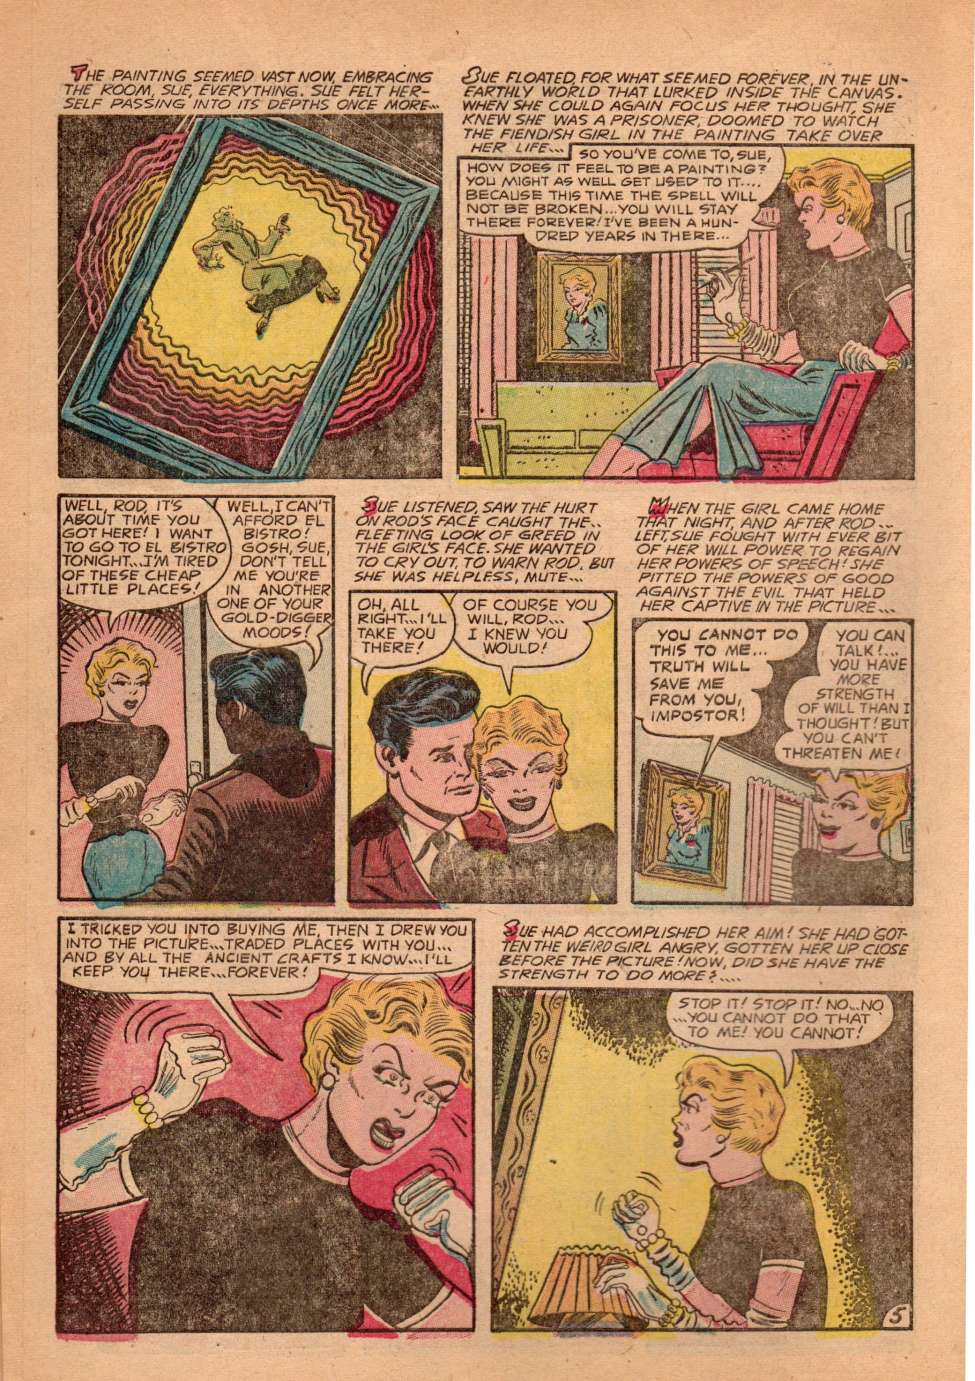 THE PAINTING SEEMED VAST NOW, EMBRACING
THE ROOM, SUE, EVERYTHING. SUE FELT HER-
SELF PASSING INTO ITS DEPTHS ONCE MORE...
SUE FLOATED, FOR WHAT SEEMED FOREVER, IN THE UN-
EARTHLY WORLD THAT LURKED INSIDE THE CANVAS.
WHEN SHE COULD AGAIN FOCUS HER THOUGHT, SHE
KNEW SHE WAS A PRISONER, DOOMED TO WATCH
THE FIENDISH GIRL IN THE PAINTING TAKE OVER
HER LIFE...
SO YOU'VE COME TO, SUE,
HOW DOES IT FEEL TO BE A PAINTING?
YOU MIGHT AS WELL GET USED TO IT....
BECAUSE THIS TIME THE SPELL WILL
NOT BE BROKEN...YOU WILL STAY
THERE FOREVER! I'VE BEEN A HUN-
DRED YEARS IN THERE...
WELL, ROD, IT'S
ABOUT TIME YOU
GOT HERE! I WANT
TO GO TO EL BISTRO
TONIGHT...I'M TIRED
OF THESE CHEAP
LITTLE PLACES!
WELL, I CAN'T
AFFORD EL
BISTRO!
GOSH, SUE,
DON'T TELL
ME YOU'RE
IN ANOTHER
ONE OF YOUR
GOLD-DIGGER
MOODS!
SUE LISTENED, SAW THE HURT
ON ROD'S FACE CAUGHT THE..
FLEETING LOOK OF GREED IN
THE GIRL'S FACE. SHE WANTED
TO CRY OUT, TO WARN ROD, BUT
SHE WAS HELPLESS, MUTE...
OH, ALL
RIGHT...I'LL
TAKE YOU
THERE!
OF COURSE YOU
WILL, ROD...
I KNEW YOU
WOULD!
WHEN THE GIRL CAME HOME
THAT NIGHT, AND AFTER ROD...
LEFT, SUE FOUGHT WITH EVER BIT
OF HER WILL POWER TO REGAIN
HER POWERS OF SPEECH! SHE
PITTED THE POWERS OF GOOD
AGAINST THE EVIL THAT HELD
HER CAPTIVE IN THE PICTURE...
YOU CANNOT DO
THIS TO ME...
TRUTH WILL
SAVE ME
FROM YOU,
IMPOSTOR!
YOU CAN
TALK!...
YOU HAVE
MORE
STRENGTH
OF WILL THAN I
THOUGHT! BUT
YOU CAN'T
THREATEN ME!
I TRICKED YOU INTO BUYING ME, THEN I DREW YOU
INTO THE PICTURE...TRADED PLACES WITH YOU...
AND BY ALL THE ANCIENT CRAFTS I KNOW...I'LL
KEEP YOU THERE...FOREVER!
SUE HAD ACCOMPLISHED HER AIM! SHE HAD GOT-
TEN THE WEIRD GIRL ANGRY, GOTTEN HER UP CLOSE
BEFORE THE PICTURE! NOW, DID SHE HAVE THE
STRENGTH TO DO MORE?....
STOP IT! STOP IT! NO...NO
...YOU CANNOT DO THAT
TO ME! YOU CANNOT!
5